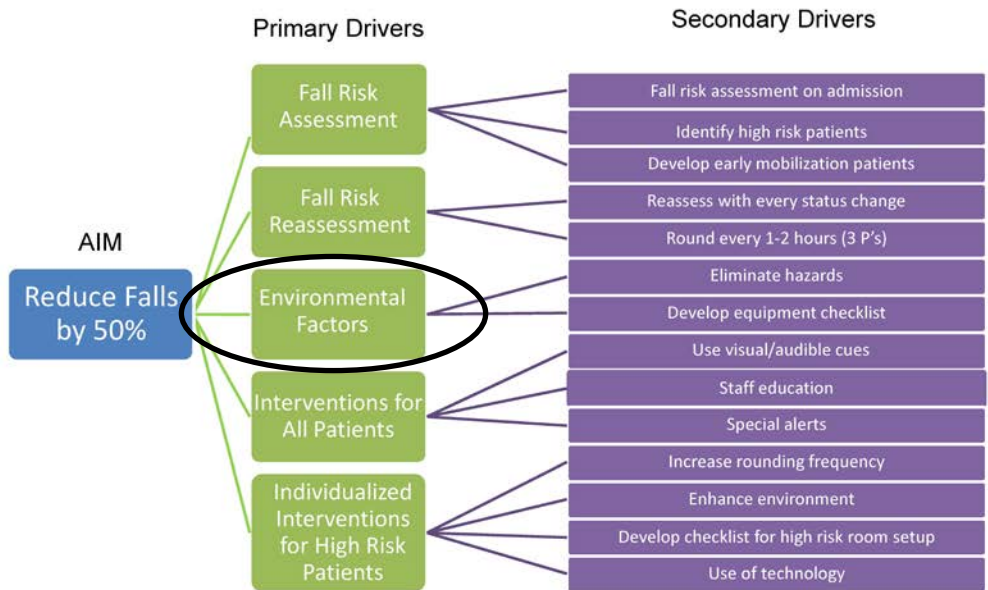 Primary Drivers
Secondary Drivers
AIM
Reduce Falls
by 50%
Fall Risk
Assessment
Fall Risk
Reassessment
Environmental
Factors
Interventions for
All Patients
Individualized
Interventions
for High Risk
Patients
Fall risk assessment on admission
Identify high risk patients
Develop early mobilization patients
Reassess with every status change
Round every 1-2 hours (3 P's)
Eliminate hazards
Develop equipment checklist
Use visual/audible cues
Staff education
Special alerts
Increase rounding frequency
Enhance environment
Develop checklist for high risk room setup
Use of technology